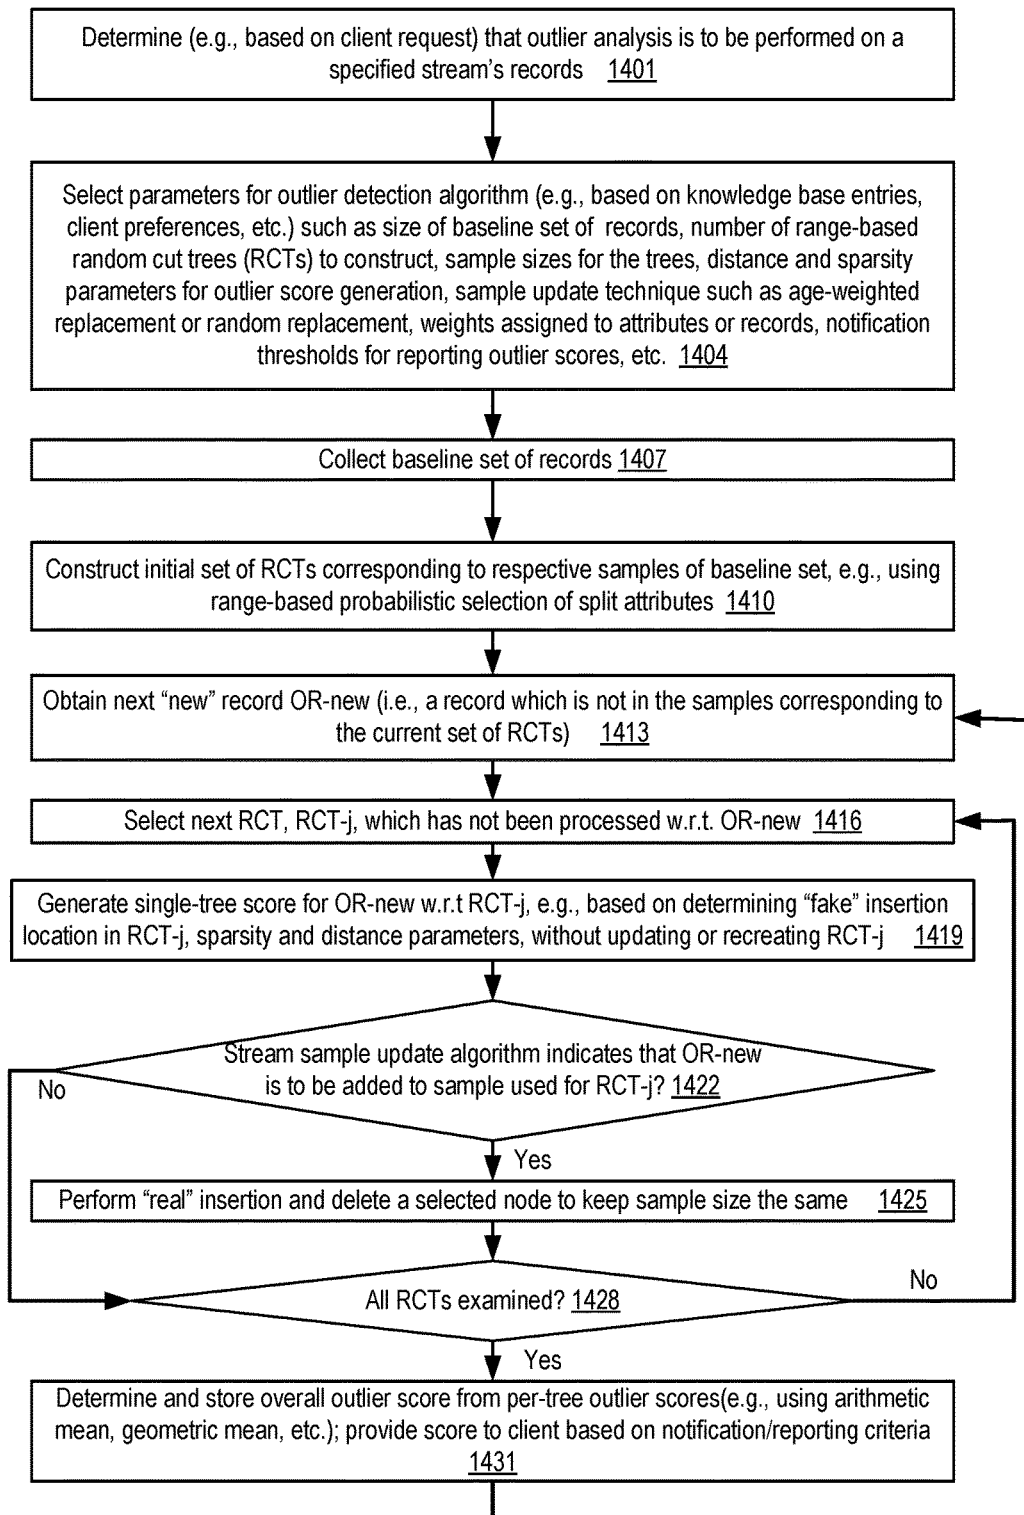 Determine (e.g., based on client request) that outlier analysis is to be performed on a
specified stream's records 1401
Select parameters for outlier detection algorithm (e.g., based on knowledge base entries,
client preferences, etc.) such as size of baseline set of records, number of range-based
random cut trees (RCTs) to construct, sample sizes for the trees, distance and sparsity
parameters for outlier score generation, sample update technique such as age-weighted
replacement or random replacement, weights assigned to attributes or records, notification
thresholds for reporting outlier scores, etc. 1404
Collect baseline set of records 1407
Construct initial set of RCTs corresponding to respective samples of baseline set, e.g., using
range-based probabilistic selection of split attributes 1410
Obtain next “new” record OR-new (i.e., a record which is not in the samples corresponding to
the current set of RCTs) 1413
Select next RCT, RCT-j, which has not been processed w.r.t. OR-new 1416
Generate single-tree score for OR-new w.r.t RCT-j, e.g., based on determining “fake” insertion
location in RCT-j, sparsity and distance parameters, without updating or recreating RCT-j 1419
Stream sample update algorithm indicates that OR-new
is to be added to sample used for RCT-j? 1422
No
Yes
Perform “real” insertion and delete a selected node to keep sample size the same 1425
All RCTs examined? 1428
No
Yes
Determine and store overall outlier score from per-tree outlier scores(e.g., using arithmetic
mean, geometric mean, etc.); provide score to client based on notification/reporting criteria
1431